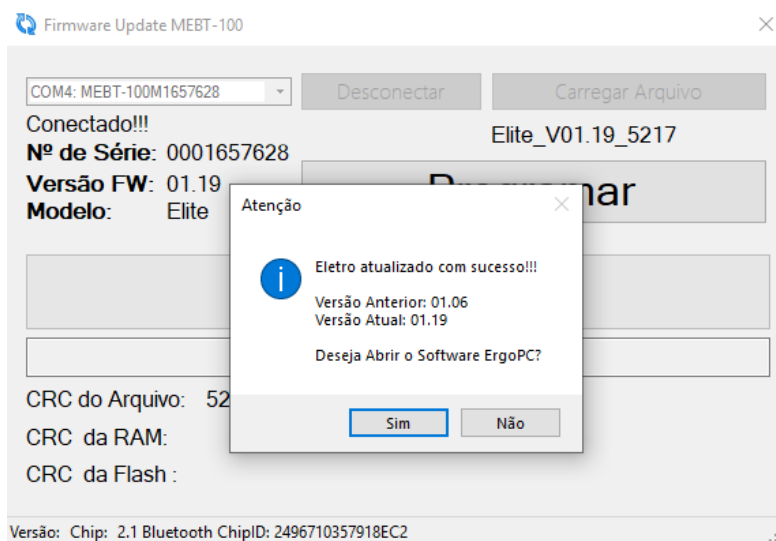 Firmware Update MEBT-100
COM4: MEBT-100M1657628
Desconectar
Carregar Arquivo
Conectado!!!
Elite_V01.19_5217
Nº de Série: 0001657628
Versão FW: 01.19
Modelo: Elite
Atenção
Eletro atualizado com sucesso!!!
Versão Anterior: 01.06
Versão Atual: 01.19
Deseja Abrir o Software ErgoPC?
Sim
Não
CRC do Arquivo: 52
CRC da RAM:
CRC da Flash :
Versão: Chip: 2.1 Bluetooth ChipID: 2496710357918EC2